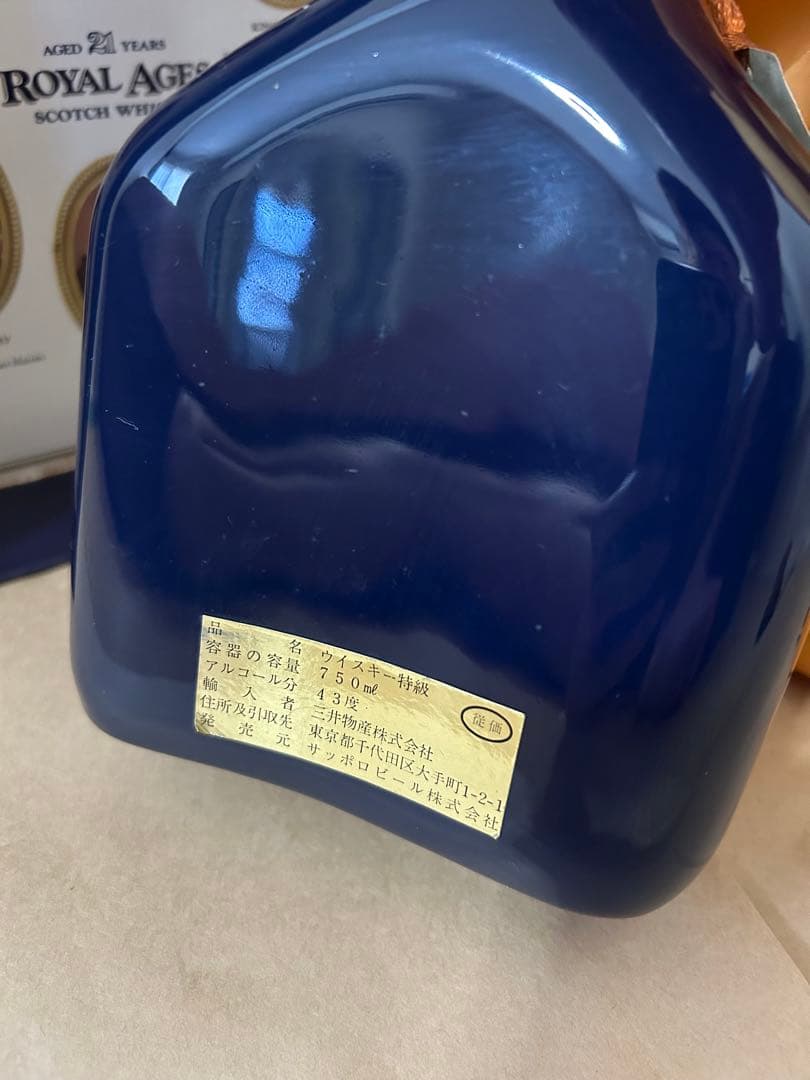 AGED 21 YEARS
ROYAL AGES
SCOTCH
品名 ウイスキー特級
容器の容量 750㎖
アルコール分 43度
輸入者 三井物産株式会社
住所及引取先 東京都千代田区大手町1-2-1
発売元 サッポロビール株式会社
従価